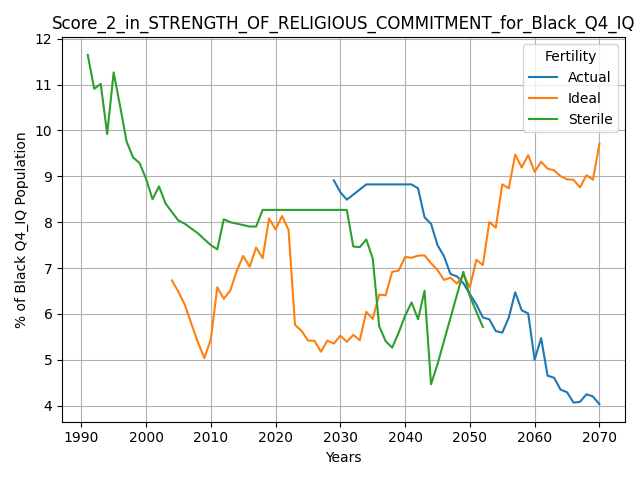 Score_2_in_STRENGTH_OF_RELIGIOUS_COMMITMENT_for_Black_Q4_IQ
12
11
10
9
8
7
6
5
4
% of Black Q4_IQ Population
Fertility
Actual
Ideal
Sterile
1990 2000 2010 2020 2030 2040 2050 2060 2070
Years